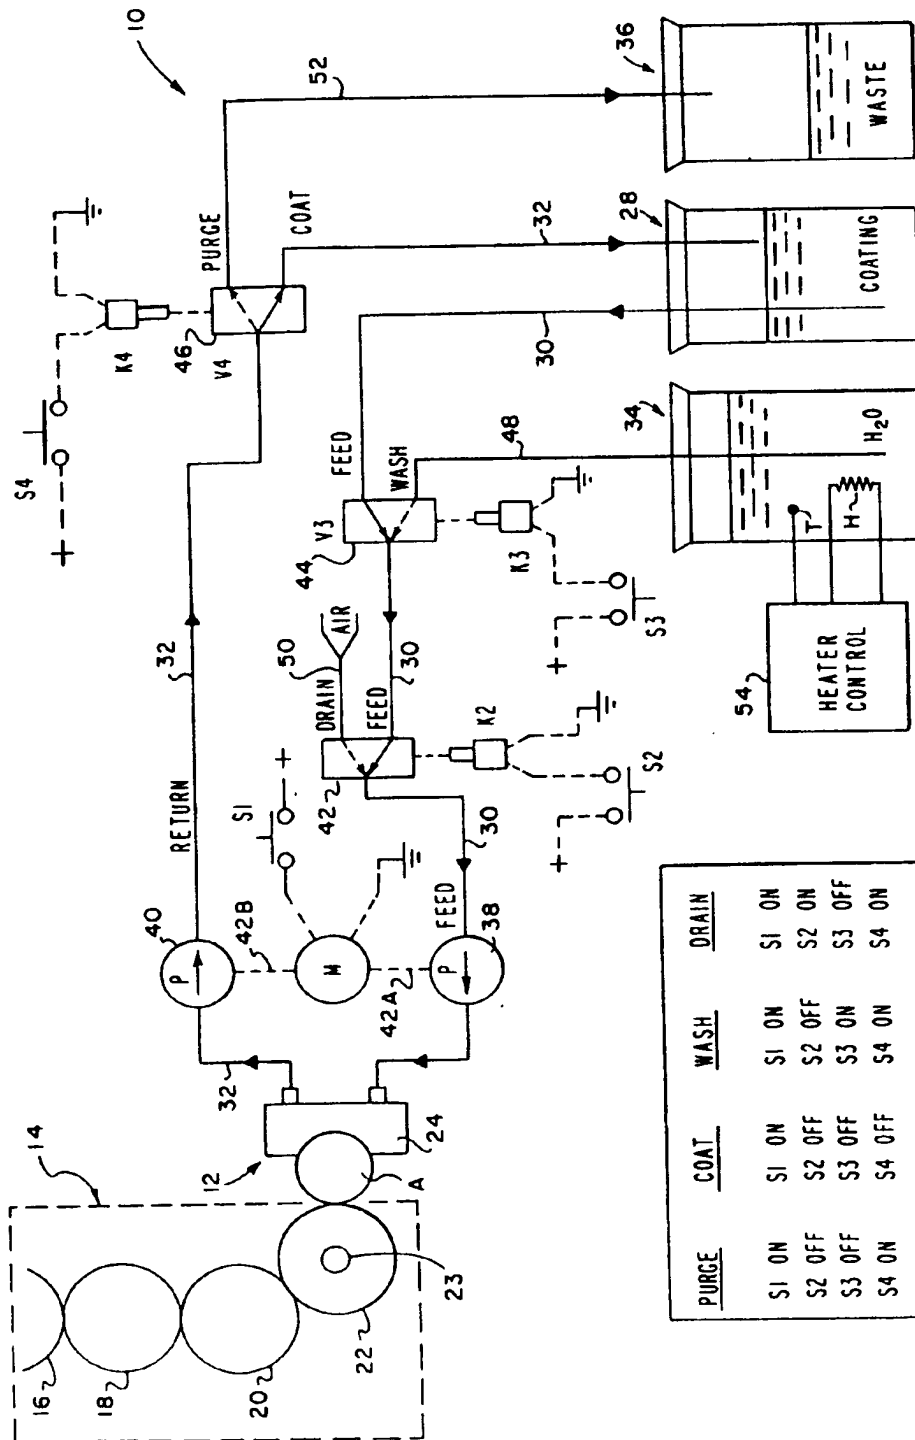 10
14
16
18
20
22
23
12
A
24
32
40
P
RETURN
32
42B
M
42A
S1
+
38
P
FEED
30
42
DRAIN
FEED
50
AIR
30
K2
S2
+
44
V3
FEED
WASH
K3
S3
+
S4
+
K4
46
V4
PURGE
COAT
52
32
30
48
34
H2O
T
H
54
HEATER
CONTROL
28
COATING
36
WASTE
PURGE COAT WASH DRAIN
S1 ON S1 ON S1 ON S1 ON
S2 OFF S2 OFF S2 OFF S2 ON
S3 OFF S3 OFF S3 ON S3 OFF
S4 ON S4 OFF S4 ON S4 ON